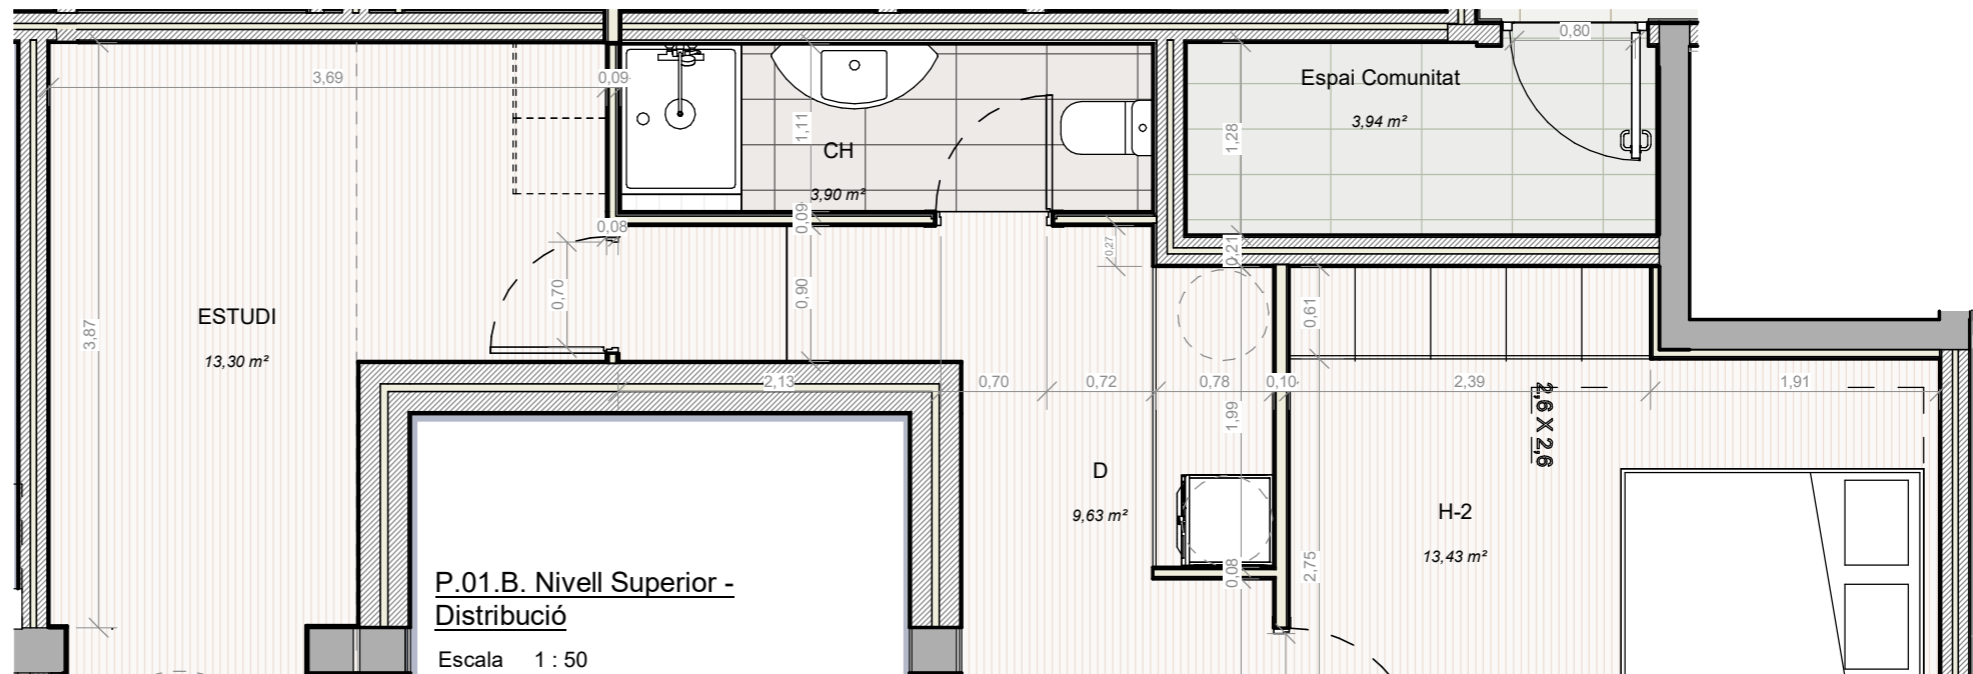 0,80
Espai Comunitat
3,94 m²
3,69
0,09
1,11
CH
3,90 m²
1,28
0,09
0,08
0,27
0,21
0,70
0,90
0,61
ESTUDI
13,30 m²
3,87
2,13
0,70
0,72
0,78
0,10
2,39
1,91
1,99
2,6 X 2,6
D
9,63 m²
H-2
13,43 m²
0,08
2,75
P.01.B. Nivell Superior -
Distribució
Escala 1 : 50